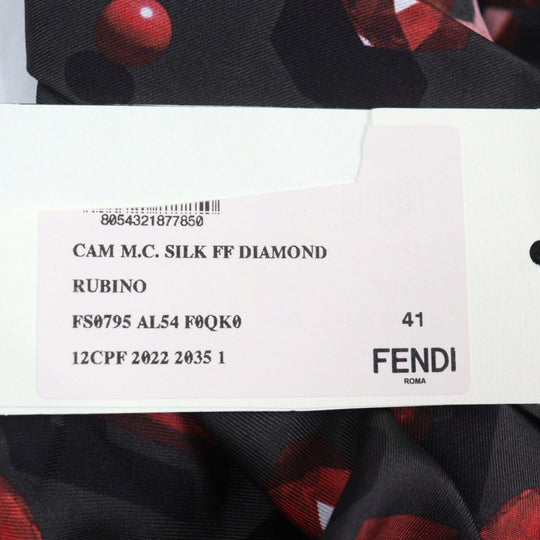 8054321877850
CAM M.C. SILK FF DIAMOND
RUBINO
FS0795 AL54 F0QK0
41
12CPF 2022 2035 1
FENDI
ROMA